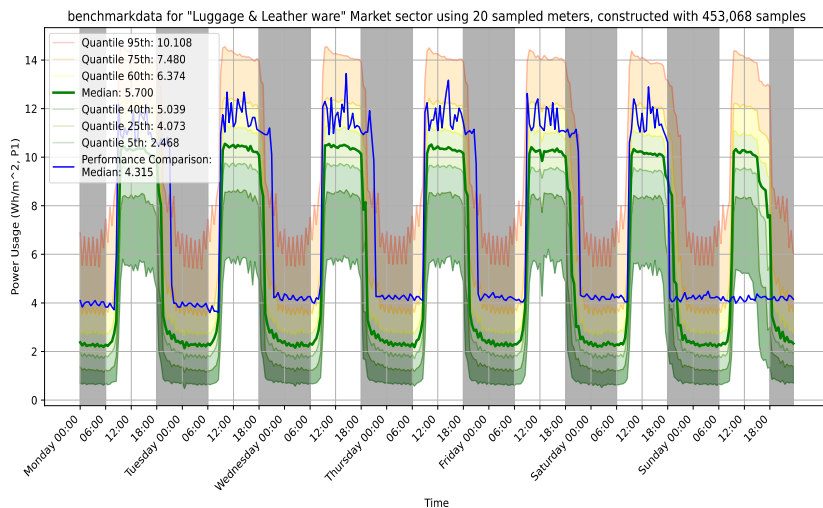 benchmarkdata for "Luggage & Leather ware" Market sector using 20 sampled meters, constructed with 453,068 samples
Power Usage (Wh/m^2, P1)
14
12
10
8
6
4
2
0
Quantile 95th: 10.108
Quantile 75th: 7.480
Quantile 60th: 6.374
Median: 5.700
Quantile 40th: 5.039
Quantile 25th: 4.073
Quantile 5th: 2.468
Performance Comparison:
Median: 4.315
Monday 00:00
06:00
12:00
18:00
Tuesday 00:00
06:00
12:00
18:00
Wednesday 00:00
06:00
12:00
18:00
Thursday 00:00
06:00
12:00
18:00
Friday 00:00
06:00
12:00
18:00
Saturday 00:00
06:00
12:00
18:00
Sunday 00:00
06:00
12:00
18:00
Time